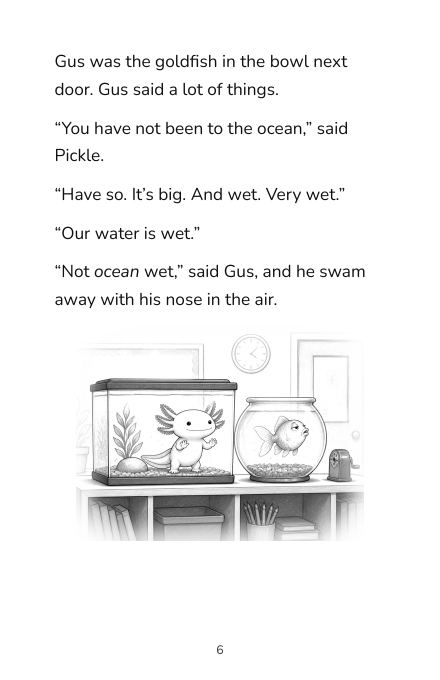 Gus was the goldfish in the bowl next
door. Gus said a lot of things.
“You have not been to the ocean,” said
Pickle.
“Have so. It’s big. And wet. Very wet.”
“Our water is wet.”
“Not ocean wet,” said Gus, and he swam
away with his nose in the air.
6